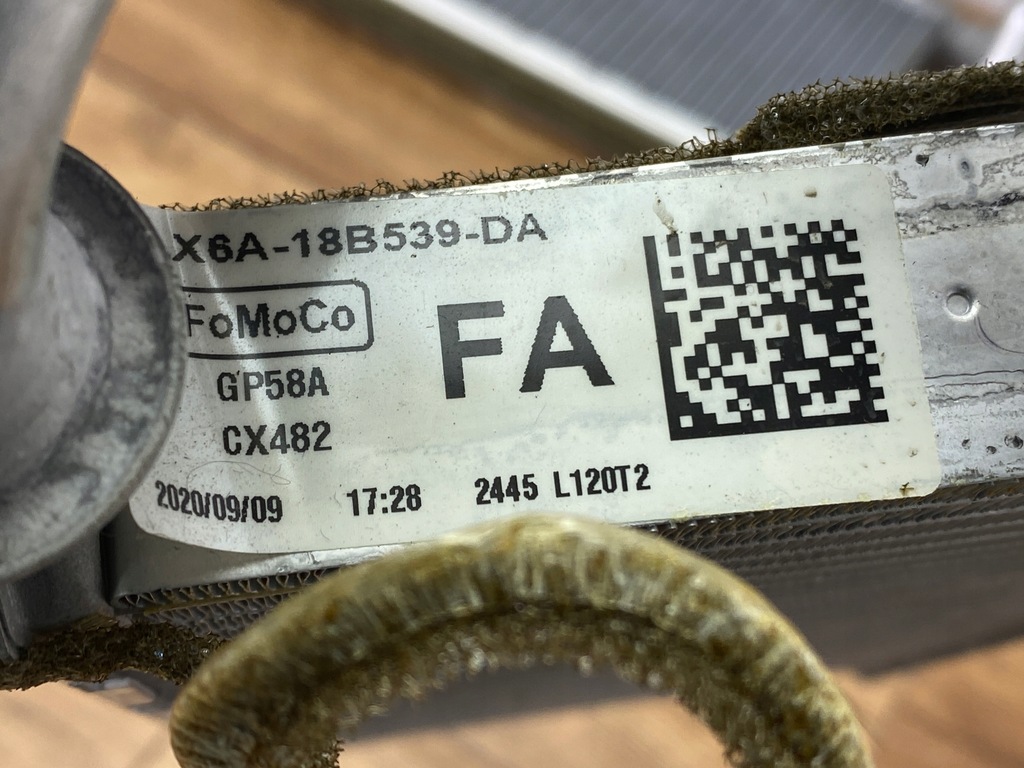 X6A-18B539-DA
FoMoCo
FA
GP58A
CX482
2020/09/09 17:28 2445 L120T2